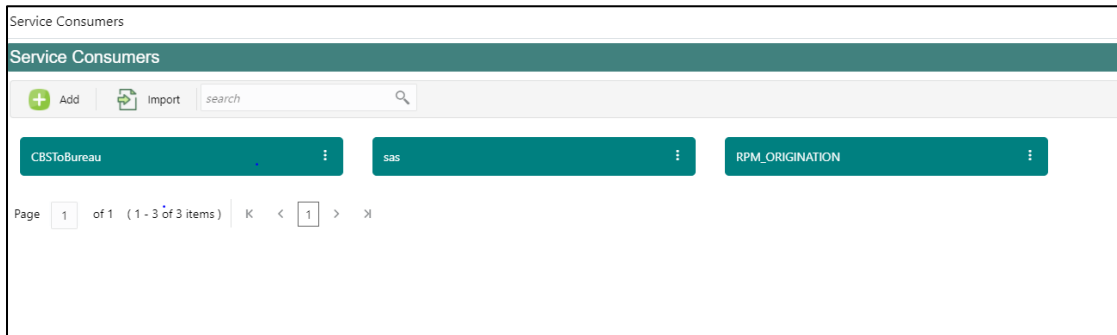 Service Consumers
Service Consumers
Add Import search
CBSToBureau sas RPM_ORIGINATION
Page 1 of 1 ( 1 - 3 of 3 items ) 1